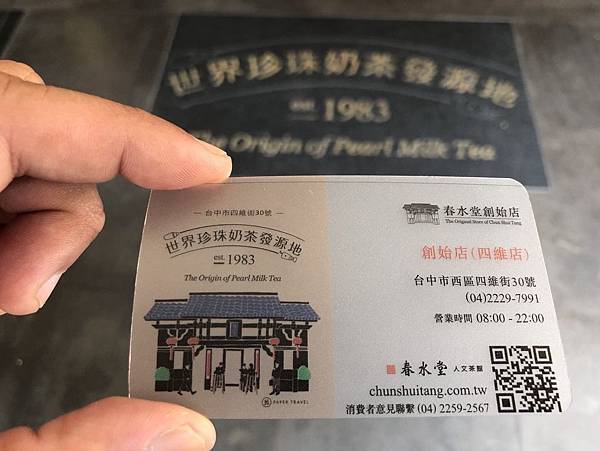 世界珍珠奶茶發源地
est. 1983
The Origin of Pearl Milk Tea
— 台中市四維街30號 —
世界珍珠奶茶發源地
est. 1983
The Origin of Pearl Milk Tea
PAPER TRAVEL
春水堂創始店
The Original Store of Chun Shui Tang
創始店(四維店)
台中市西區四維街30號
(04)2229-7991
營業時間 08:00 - 22:00
春水堂 人文茶館
chunshuitang.com.tw
消費者意見聯繫 (04) 2259-2567